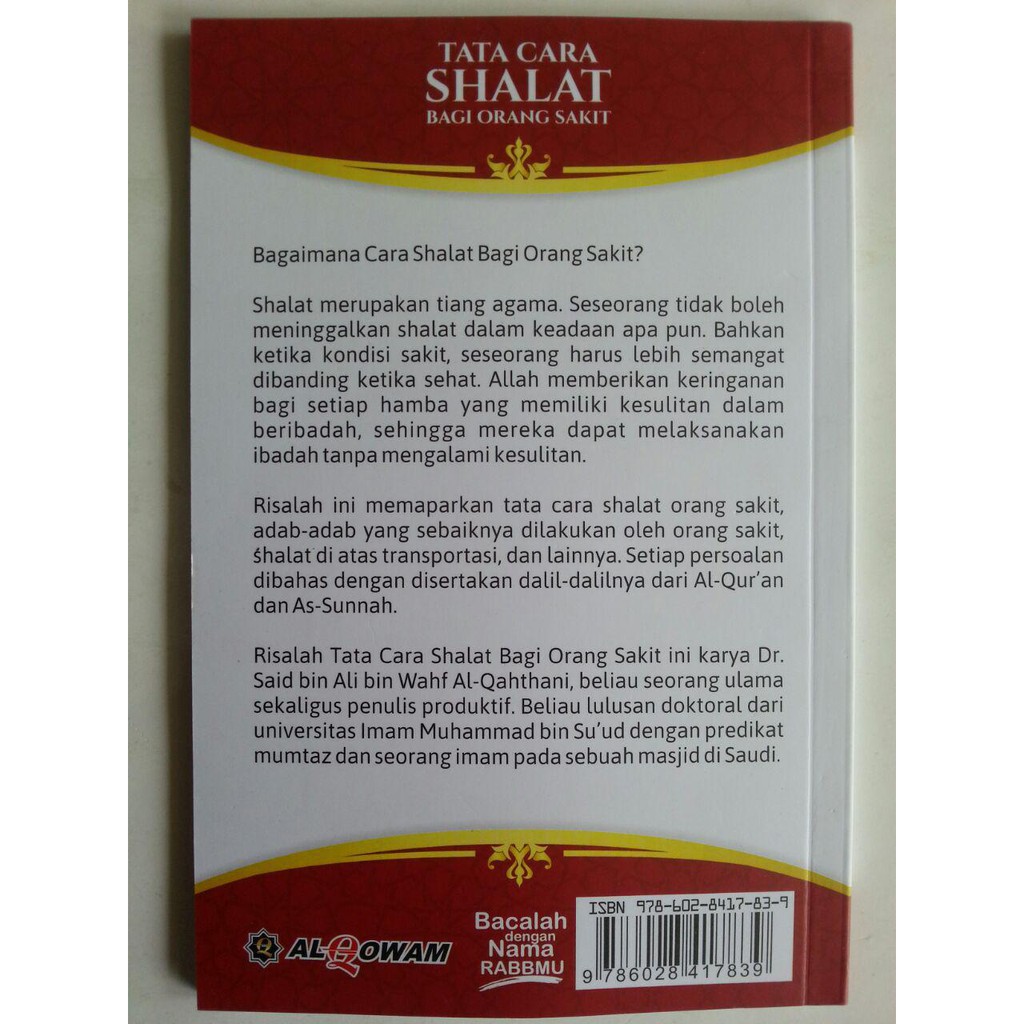 TATA CARA
SHALAT
BAGI ORANG SAKIT
Bagaimana Cara Shalat Bagi Orang Sakit?
Shalat merupakan tiang agama. Seseorang tidak boleh
meninggalkan shalat dalam keadaan apa pun. Bahkan
ketika kondisi sakit, seseorang harus lebih semangat
dibanding ketika sehat. Allah memberikan keringanan
bagi setiap hamba yang memiliki kesulitan dalam
beribadah, sehingga mereka dapat melaksanakan
ibadah tanpa mengalami kesulitan.
Risalah ini memaparkan tata cara shalat orang sakit,
adab-adab yang sebaiknya dilakukan oleh orang sakit,
shalat di atas transportasi, dan lainnya. Setiap persoalan
dibahas dengan disertakan dalil-dalilnya dari Al-Qur'an
dan As-Sunnah.
Risalah Tata Cara Shalat Bagi Orang Sakit ini karya Dr.
Said bin Ali bin Wahf Al-Qahthani, beliau seorang ulama
sekaligus penulis produktif. Beliau lulusan doktoral dari
universitas Imam Muhammad bin Su'ud dengan predikat
mumtaz dan seorang imam pada sebuah masjid di Saudi.
AL-QOWAM
Bacalah
dengan
Nama
RABBMU
ISBN 978-602-8417-83-9
9 786028 417839